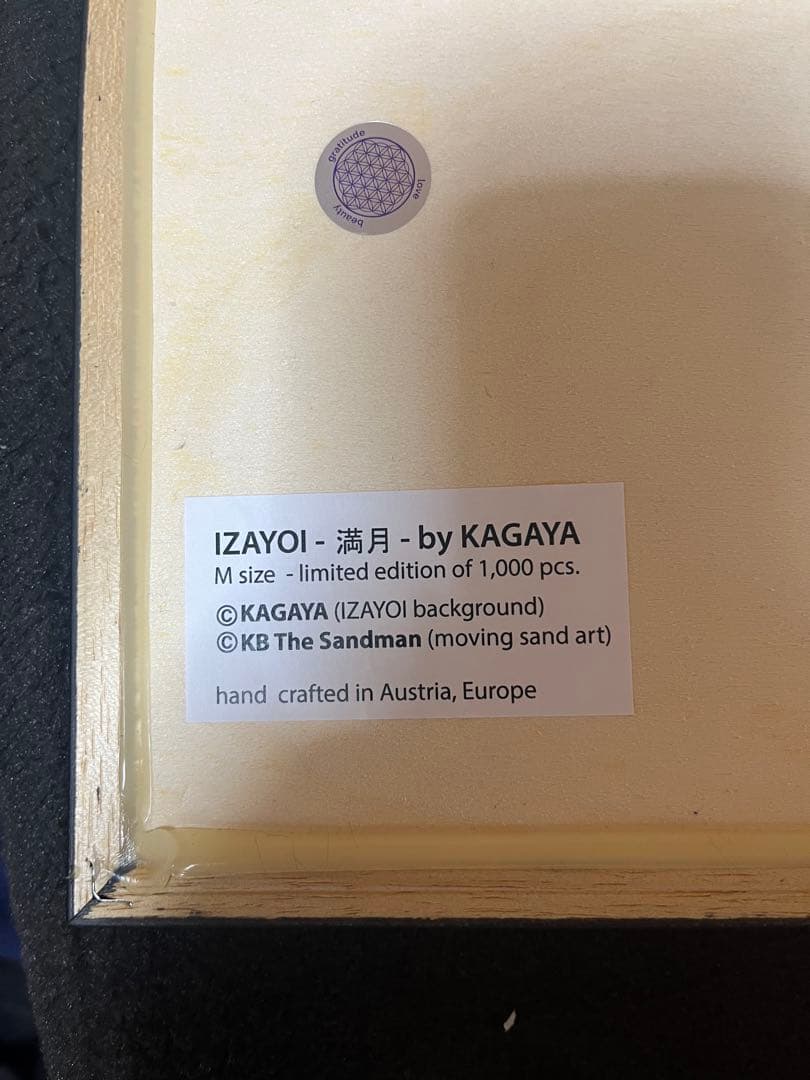 gratitude
love
beauty
IZAYOI - 満月 - by KAGAYA
M size - limited edition of 1,000 pcs.
©KAGAYA (IZAYOI background)
©KB The Sandman (moving sand art)
hand crafted in Austria, Europe